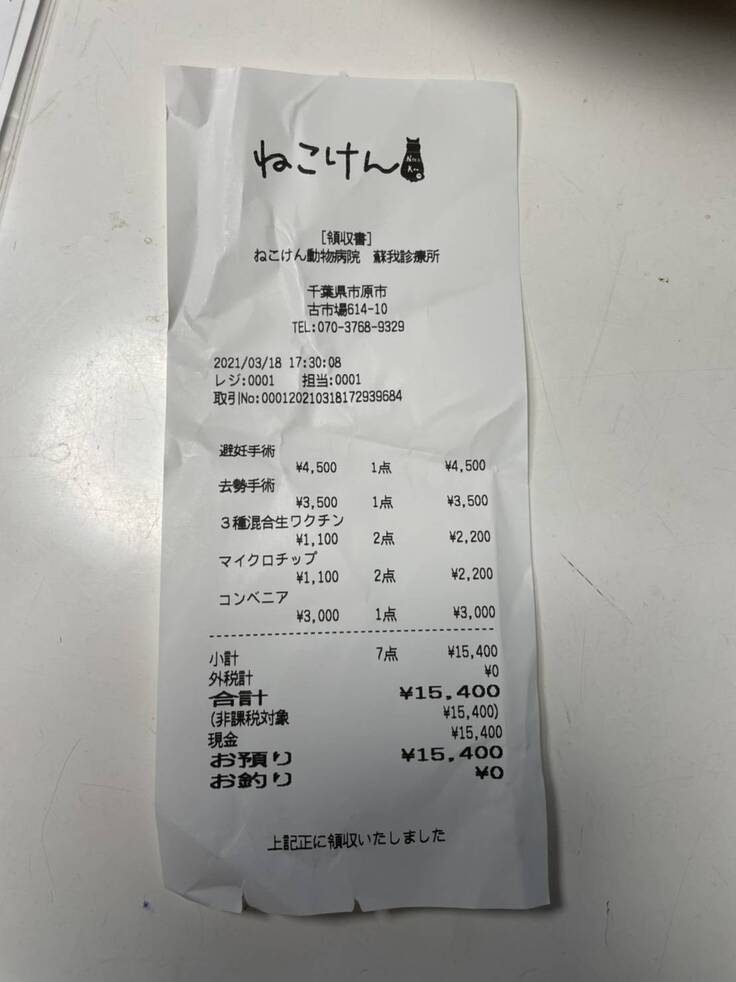 ねこけん
[領収書]
ねこけん動物病院 蘇我診療所
千葉県市原市
古市場614-10
TEL:070-3768-9329
2021/03/18 17:30:08
レジ:0001 担当:0001
取引No:000120210318172939684
避妊手術
¥4,500 1点 ¥4,500
去勢手術
¥3,500 1点 ¥3,500
3種混合生ワクチン
¥1,100 2点 ¥2,200
マイクロチップ
¥1,100 2点 ¥2,200
コンベニア
¥3,000 1点 ¥3,000
小計 7点 ¥15,400
外税計 ¥0
合計 ¥15,400
(非課税対象 ¥15,400)
現金 ¥15,400
お預り ¥15,400
お釣り ¥0
上記正に領収いたしました